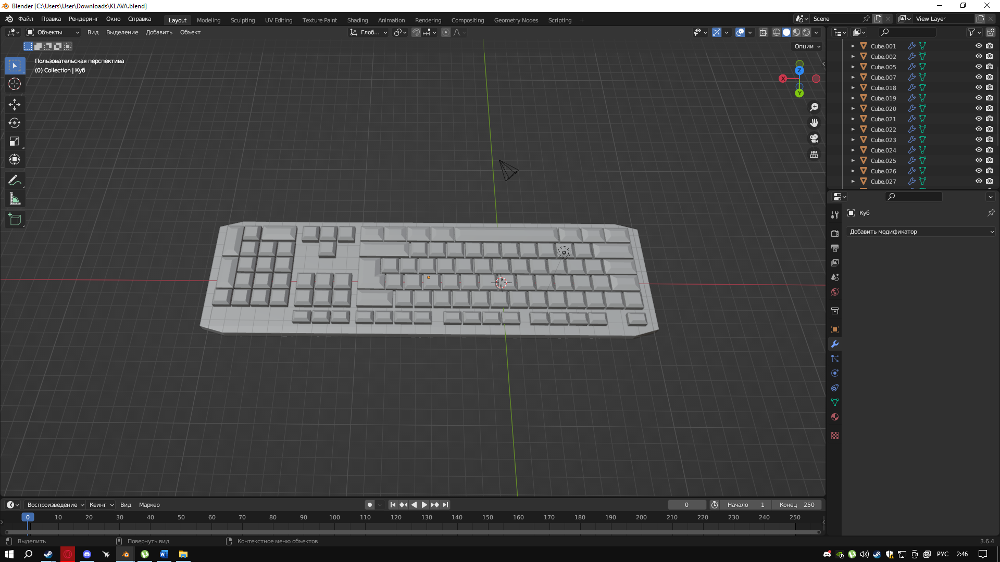 Blender [C:\Users\User\Downloads\KLAVA.blend]
Файл Правка Рендеринг Окно Справка Layout Modeling Sculpting UV Editing Texture Paint Shading Animation Rendering Compositing Geometry Nodes Scripting + Scene View Layer
Объекты Вид Выделение Добавить Объект Глоб...
Опции
Пользовательская перспектива
(0) Collection | Куб
Z
X
Y
Cube.001
Cube.002
Cube.005
Cube.007
Cube.018
Cube.019
Cube.020
Cube.021
Cube.022
Cube.023
Cube.024
Cube.025
Cube.026
Cube.027
Куб
Добавить модификатор
Воспроизведение Кеинг Вид Маркер 0 Начало 1 Конец 250
0 10 20 30 40 50 60 70 80 90 100 110 120 130 140 150 160 170 180 190 200 210 220 230 240 250
Выделить Повернуть вид Контекстное меню объектов 3.6.4
РУС 2:46